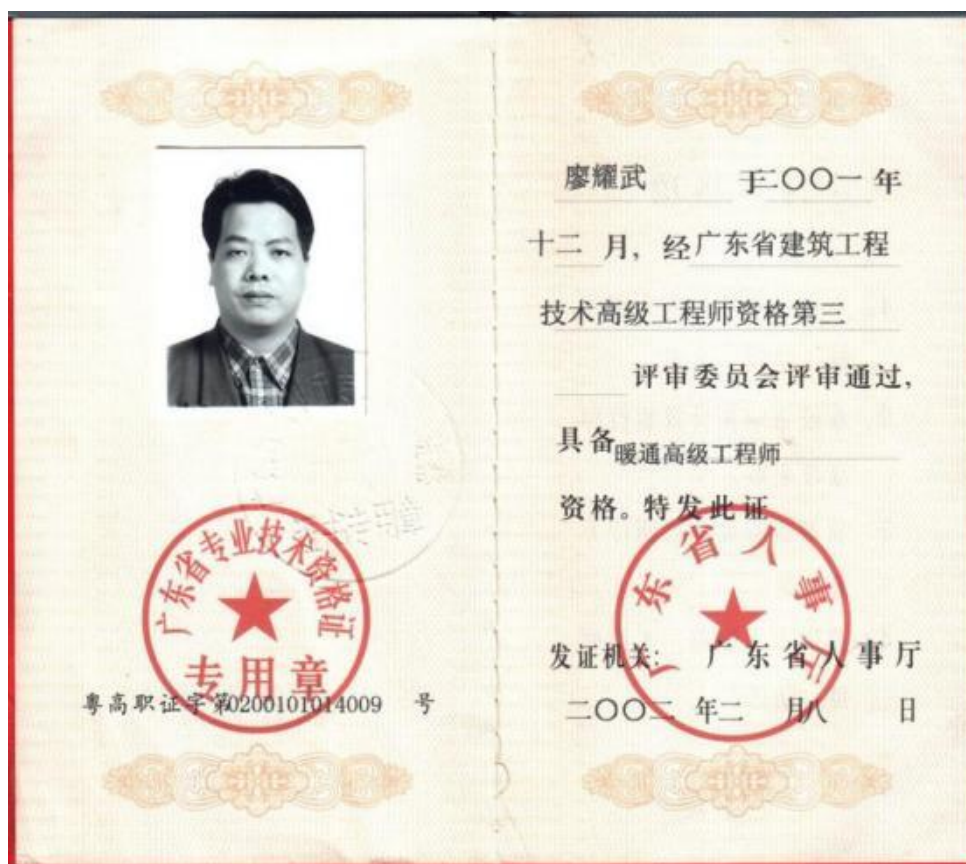 广东省专业技术资格证
专用章
粤高职证字第0200101014009 号
廖耀武 于二〇〇一年
十二月，经广东省建筑工程
技术高级工程师资格第三
评审委员会评审通过，
具备暖通高级工程师
资格。特发此证
广东省人事厅
发证机关: 广东省人事厅
二〇〇二年二月八日